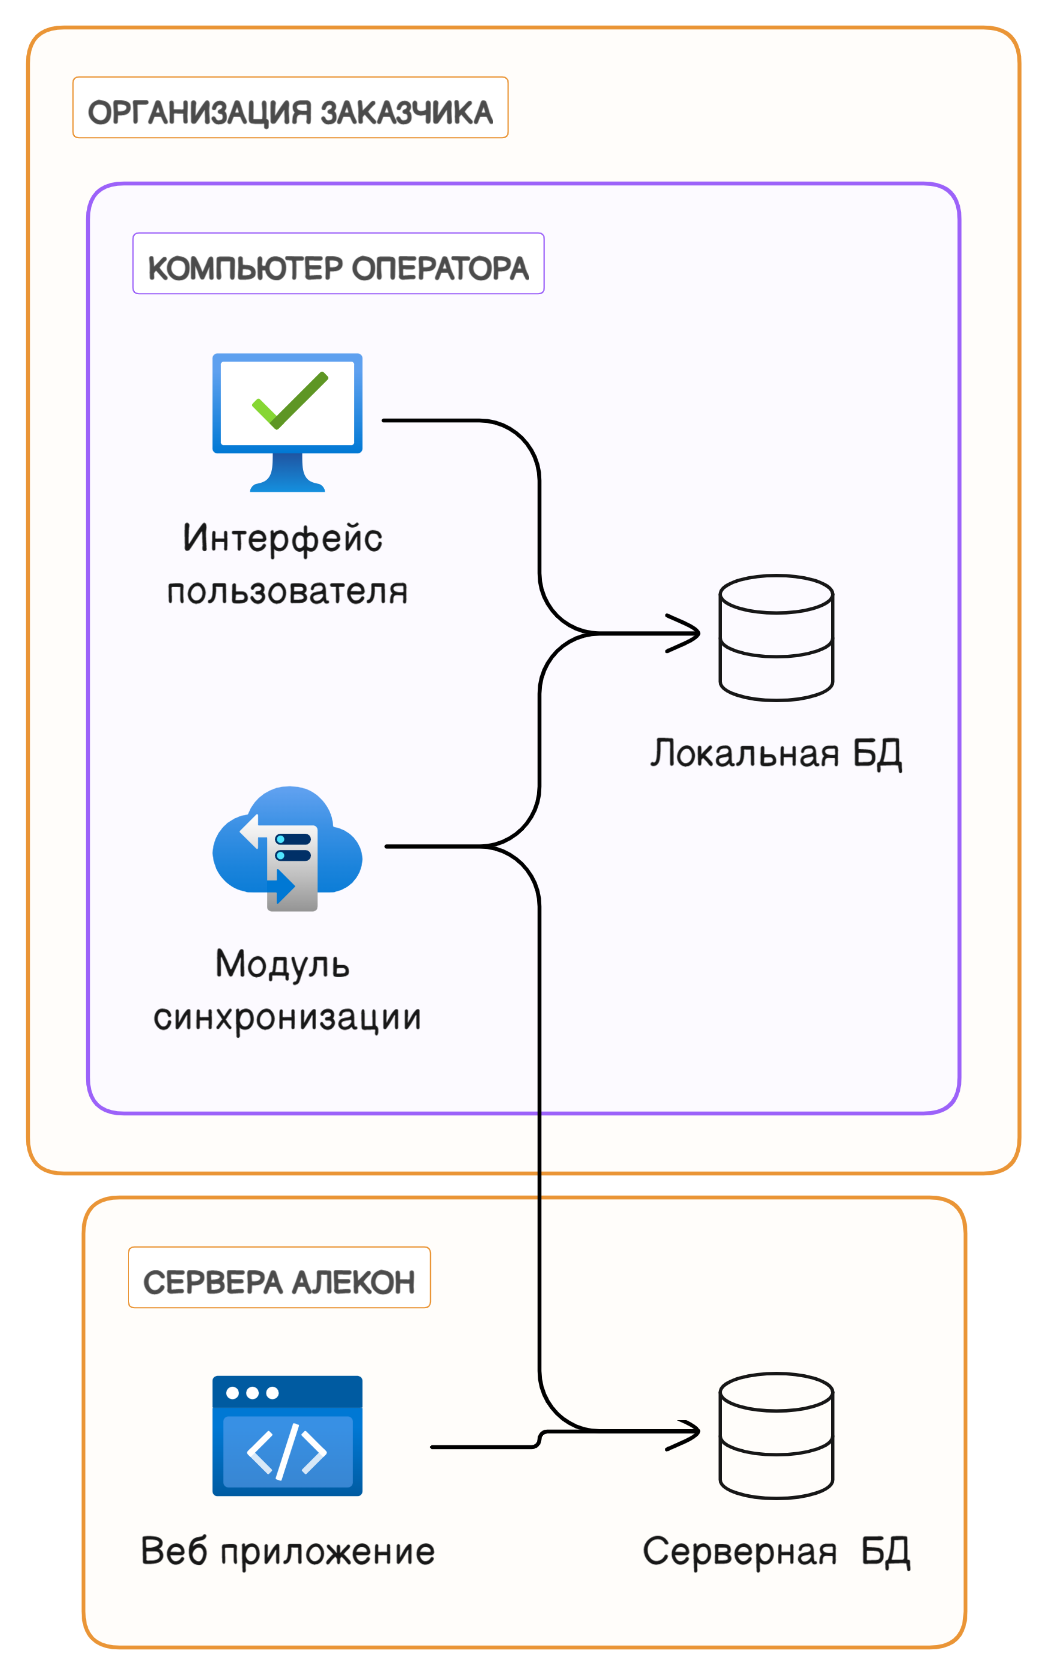 ОРГАНИЗАЦИЯ ЗАКАЗЧИКА
КОМПЬЮТЕР ОПЕРАТОРА
Интерфейс
пользователя
Локальная БД
Модуль
синхронизации
СЕРВЕРА АЛЕКОН
</>
Веб приложение
Серверная БД